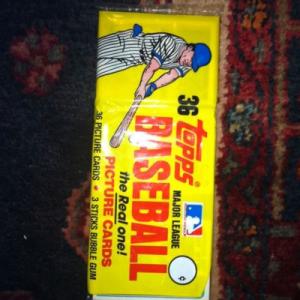 36 topps
MAJOR LEAGUE
BASEBALL
the Real one!
PICTURE CARDS
36 PICTURE CARDS • 3 STICKS BUBBLE GUM
¢